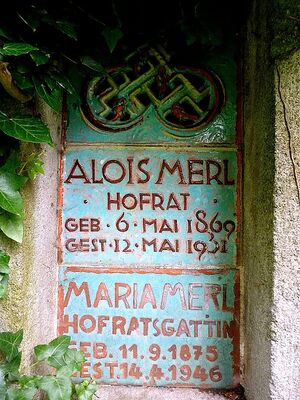 ALOIS MERL
· HOFRAT ·
GEB · 6 · MAI 1869
GEST · 12 · MAI · 1931
MARIA MERL
HOFRATSGATTIN
GEB. 11. 9. 1875
GEST. 14. 4. 1946